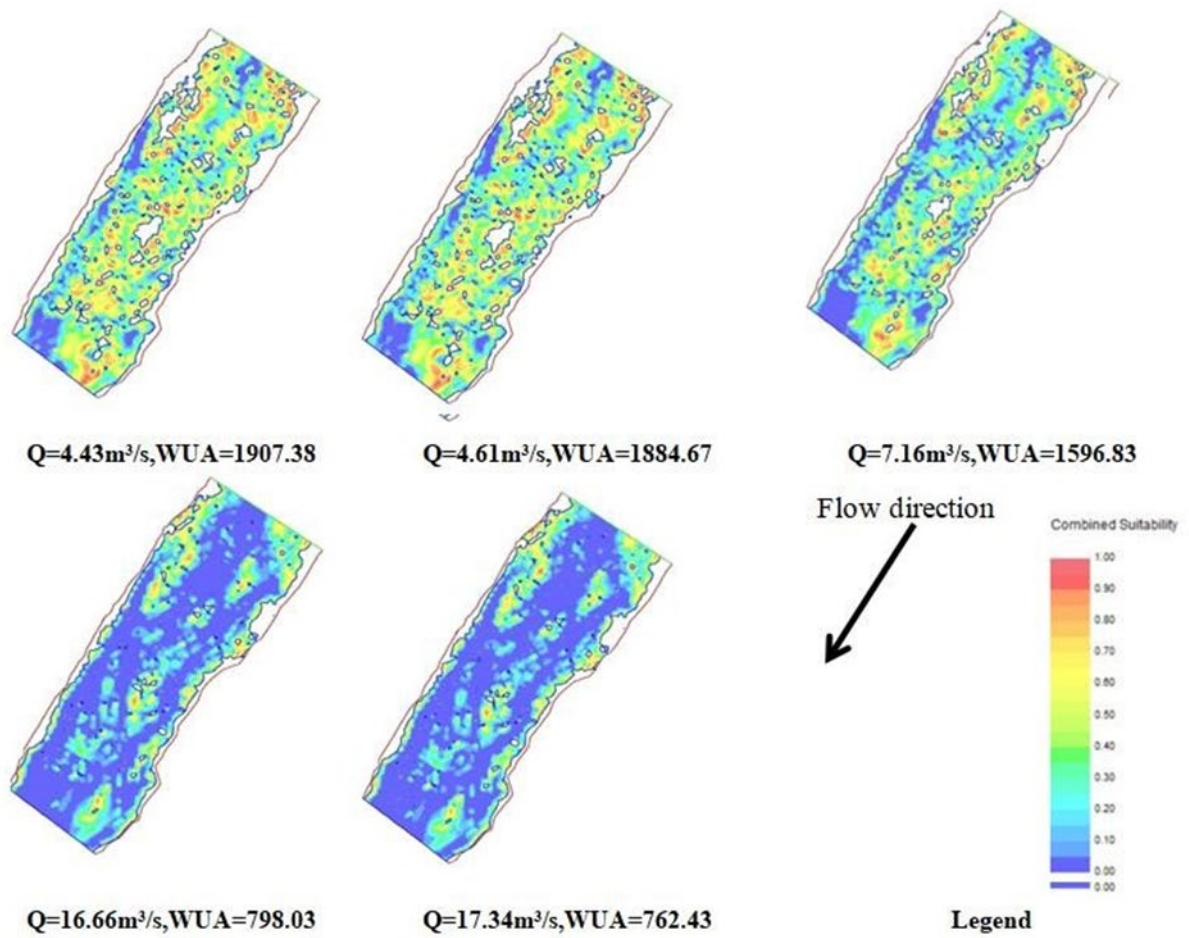 Q=4.43m³/s,WUA=1907.38
Q=4.61m³/s,WUA=1884.67
Q=7.16m³/s,WUA=1596.83
Flow direction
Combined Suitability
1.00
0.90
0.80
0.70
0.60
0.50
0.40
0.30
0.20
0.10
0.00
0.00
Q=16.66m³/s,WUA=798.03
Q=17.34m³/s,WUA=762.43
Legend